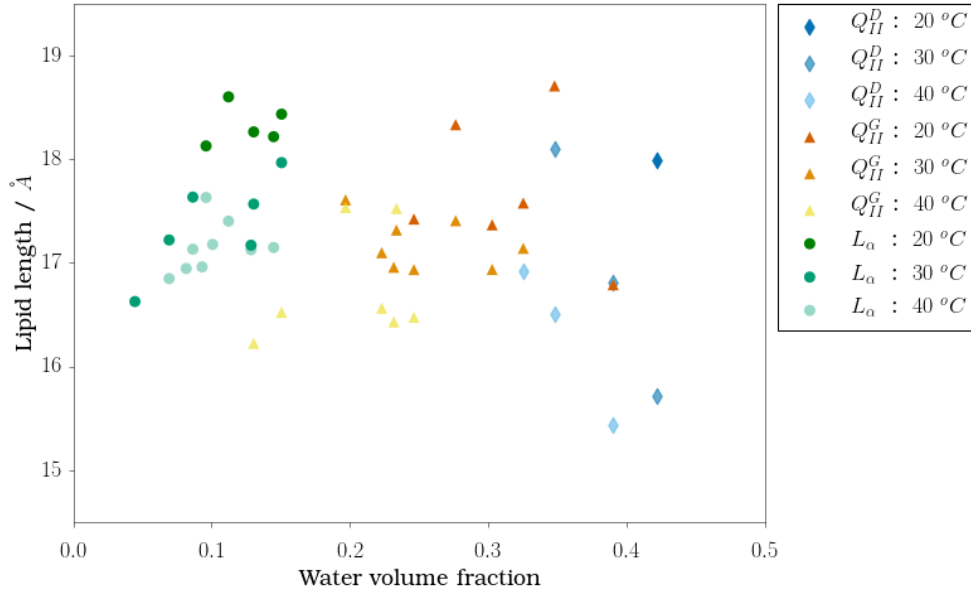 19
18
17
16
15
Lipid length / Å
0.0 0.1 0.2 0.3 0.4 0.5
Water volume fraction
Q_{II}^{D} : 20 °C
Q_{II}^{D} : 30 °C
Q_{II}^{D} : 40 °C
Q_{II}^{G} : 20 °C
Q_{II}^{G} : 30 °C
Q_{II}^{G} : 40 °C
L_α : 20 °C
L_α : 30 °C
L_α : 40 °C